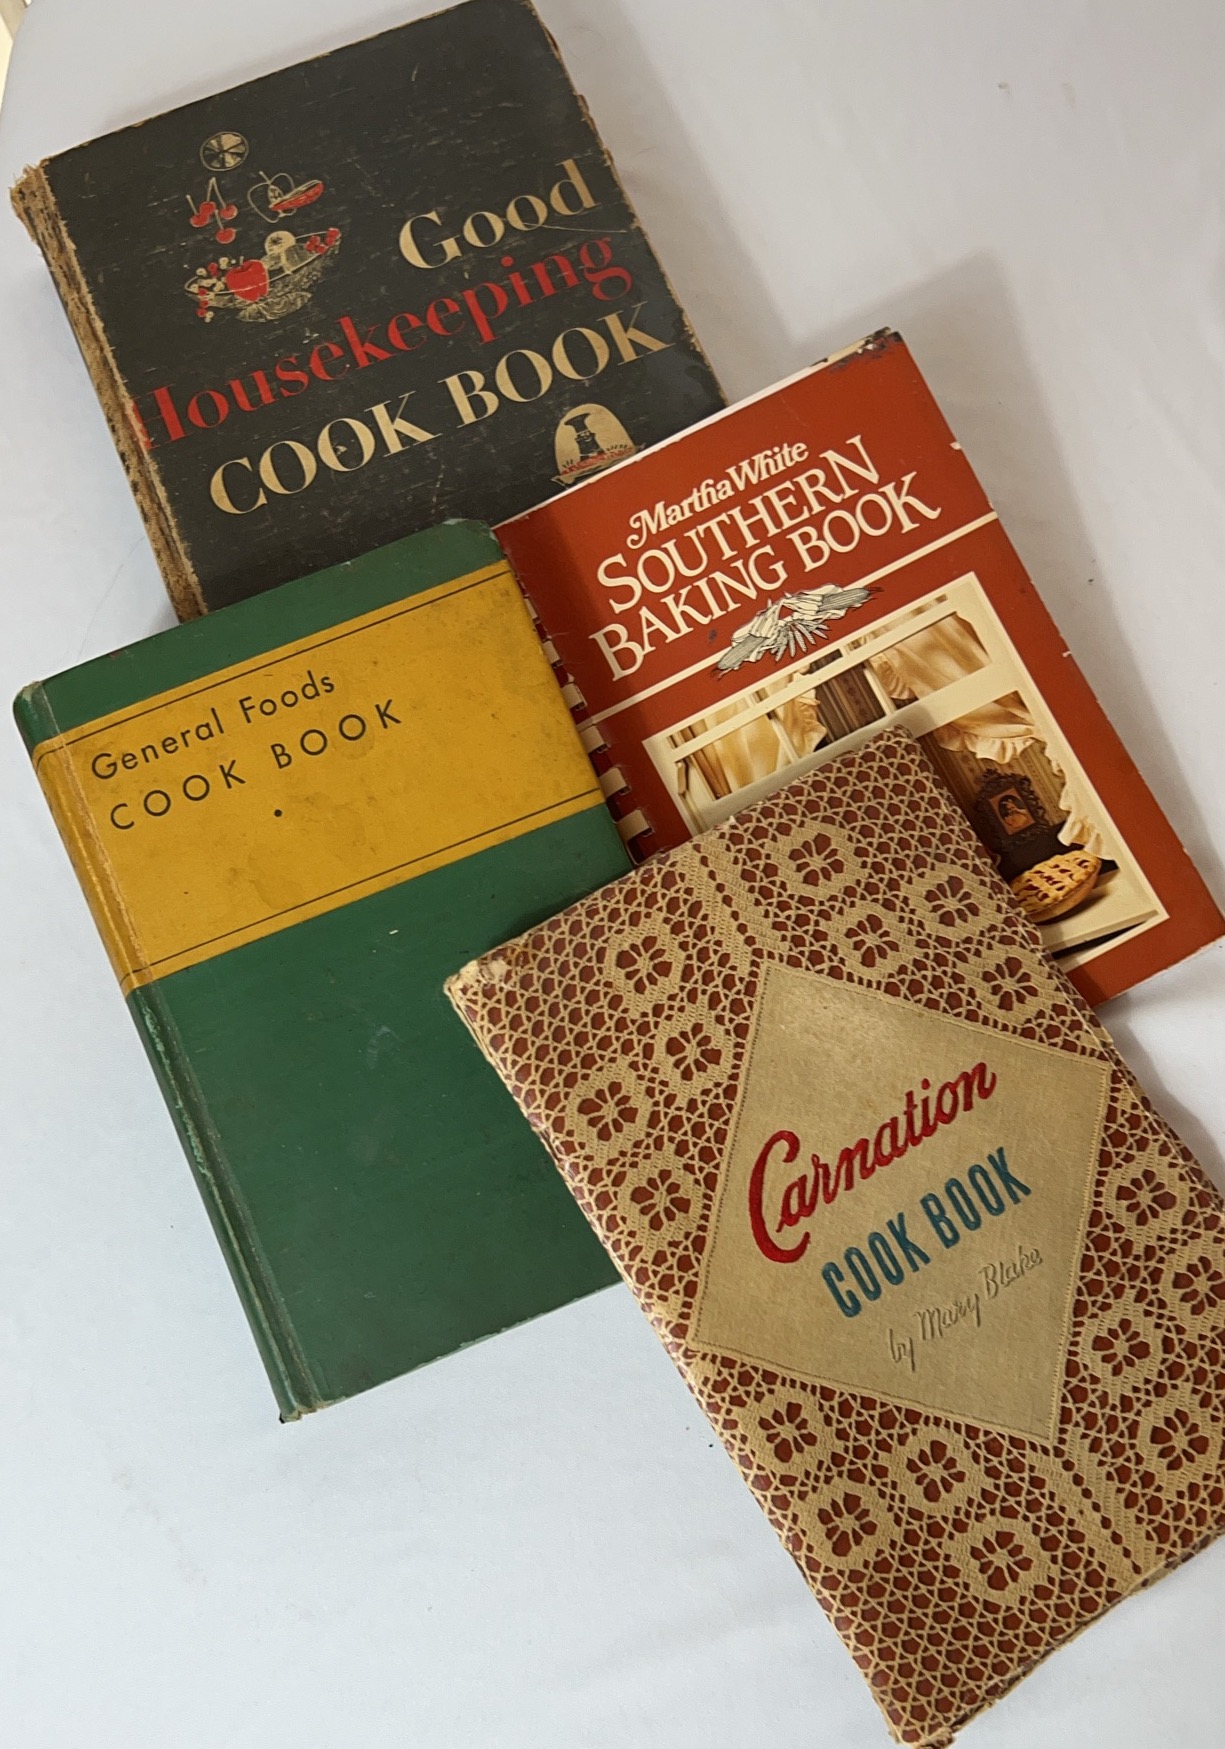 Good
Housekeeping
COOK BOOK
Martha White
SOUTHERN
BAKING BOOK
General Foods
COOK BOOK
Carnation
COOK BOOK
by Mary Blake